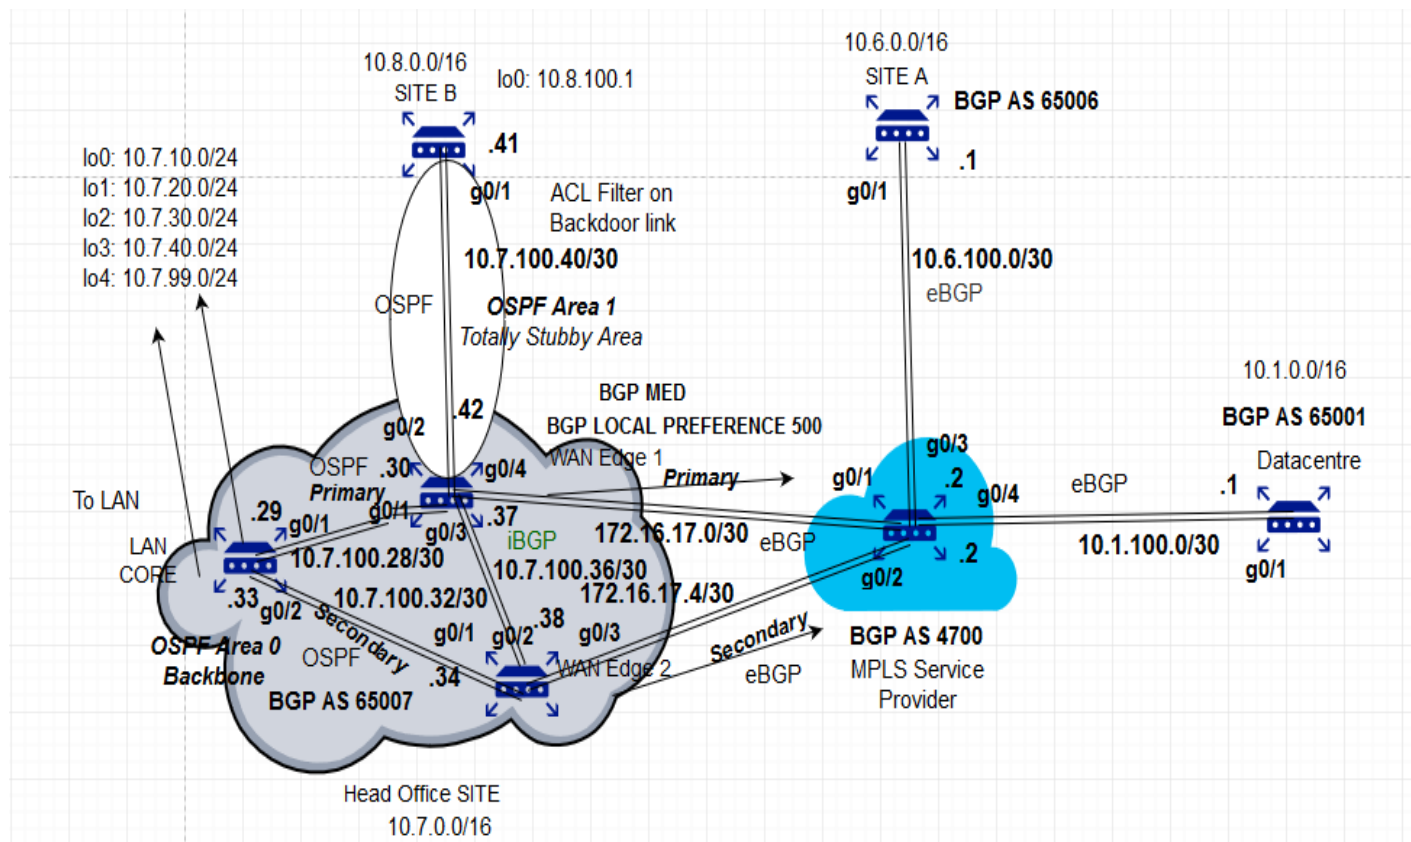 10.8.0.0/16
SITE B
lo0: 10.8.100.1
10.6.0.0/16
SITE A
BGP AS 65006
.41
.1
g0/1
g0/1
lo0: 10.7.10.0/24
lo1: 10.7.20.0/24
lo2: 10.7.30.0/24
lo3: 10.7.40.0/24
lo4: 10.7.99.0/24
ACL Filter on
Backdoor link
10.7.100.40/30
10.6.100.0/30
eBGP
OSPF
OSPF Area 1
Totally Stubby Area
10.1.0.0/16
BGP AS 65001
Datacentre
BGP MED
BGP LOCAL PREFERENCE 500
WAN Edge 1
Primary
.42
g0/2
g0/4
OSPF
.30
Primary
g0/1
g0/1
.29
g0/3
.37
To LAN
LAN
CORE
iBGP
172.16.17.0/30
eBGP
g0/1
g0/3
.2
g0/4
eBGP
.1
10.1.100.0/30
g0/1
.2
g0/2
10.7.100.28/30
10.7.100.36/30
172.16.17.4/30
.33
g0/2
10.7.100.32/30
Secondary
OSPF
g0/1
g0/2
.38
g0/3
.34
WAN Edge 2
Secondary
eBGP
OSPF Area 0
Backbone
BGP AS 65007
BGP AS 4700
MPLS Service
Provider
Head Office SITE
10.7.0.0/16